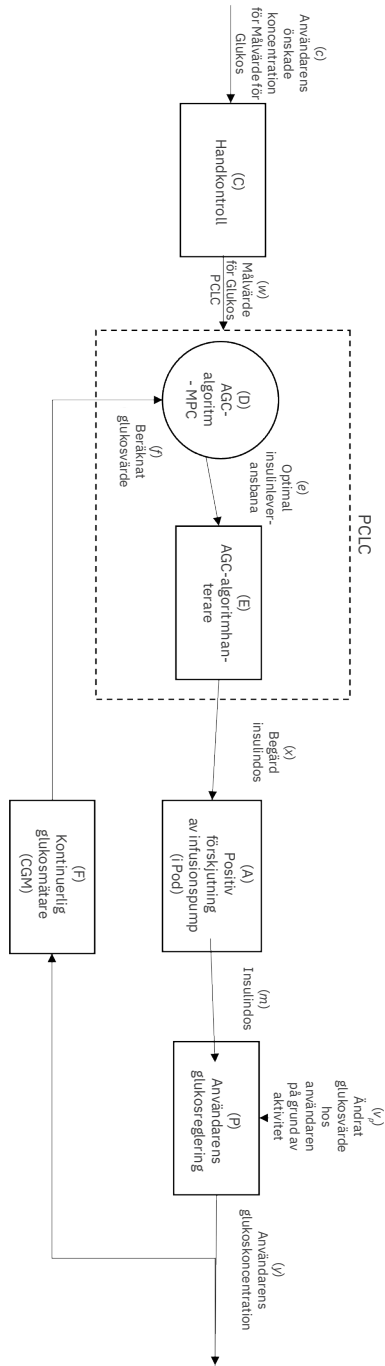 (c)
Användarens
önskade
koncentration
för Målvärde för
Glukos
(C)
Handkontroll
(w)
Målvärde
för Glukos
PCLC
PCLC
(D)
AGC-
algoritm
- MPC
(e)
Optimal
insulinlever-
ansbana
(f)
Beräknat
glukosvärde
(E)
AGC-algoritmhan-
terare
(x)
Begärd
insulindos
(A)
Positiv
förskjutning
av infusionspump
(i Pod)
(m)
Insulindos
(vₚ)
Ändrat
glukosvärde
hos
användaren
på grund av
aktivitet
(P)
Användarens
glukosreglering
(y)
Användarens
glukoskoncentration
(F)
Kontinuerlig
glukosmätare
(CGM)